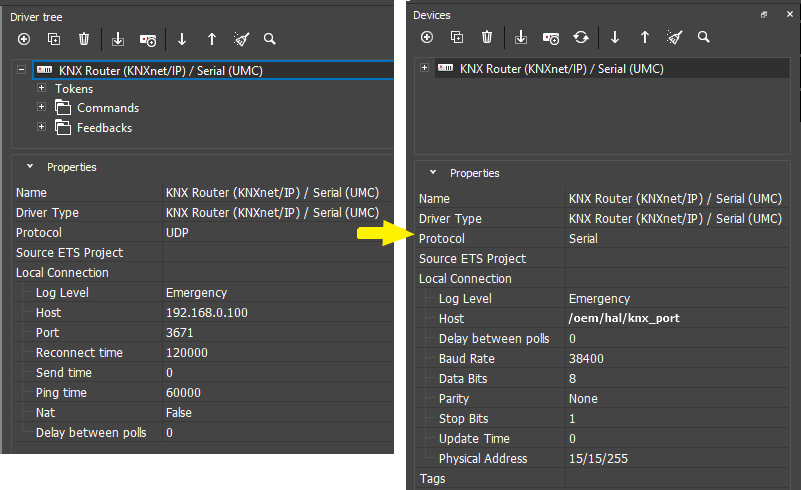 Driver tree
KNX Router (KNXnet/IP) / Serial (UMC)
Tokens
Commands
Feedbacks
Properties
Name KNX Router (KNXnet/IP) / Serial (UMC)
Driver Type KNX Router (KNXnet/IP) / Serial (UMC)
Protocol UDP
Source ETS Project
Local Connection
Log Level Emergency
Host 192.168.0.100
Port 3671
Reconnect time 120000
Send time 0
Ping time 60000
Nat False
Delay between polls 0
Devices
KNX Router (KNXnet/IP) / Serial (UMC)
Properties
Name KNX Router (KNXnet/IP) / Serial (UMC)
Driver Type KNX Router (KNXnet/IP) / Serial (UMC)
Protocol Serial
Source ETS Project
Local Connection
Log Level Emergency
Host /oem/hal/knx_port
Delay between polls 0
Baud Rate 38400
Data Bits 8
Parity None
Stop Bits 1
Update Time 0
Physical Address 15/15/255
Tags